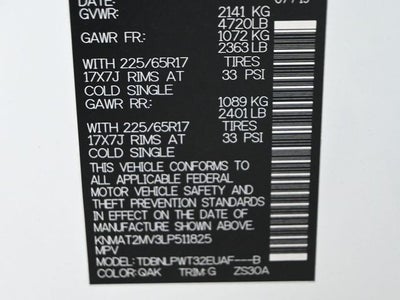 DATE:
GVWR: 2141 KG
4720LB
GAWR FR: 1072 KG
2363LB
WITH 225/65R17 TIRES
17X7J RIMS AT 33 PSI
COLD SINGLE
GAWR RR: 1089 KG
2401 LB
WITH 225/65R17 TIRES
17X7J RIMS AT 33 PSI
COLD SINGLE
THIS VEHICLE CONFORMS TO
ALL APPLICABLE FEDERAL
MOTOR VEHICLE SAFETY AND
THEFT PREVENTION STANDARDS
IN EFFECT ON THE DATE OF
MANUFACTURE SHOWN ABOVE.
KNMAT2MV3LP511825
MPV
MODEL: TDBNLPWT32EUAF---B
COLOR: QAK TRIM: G ZS30A